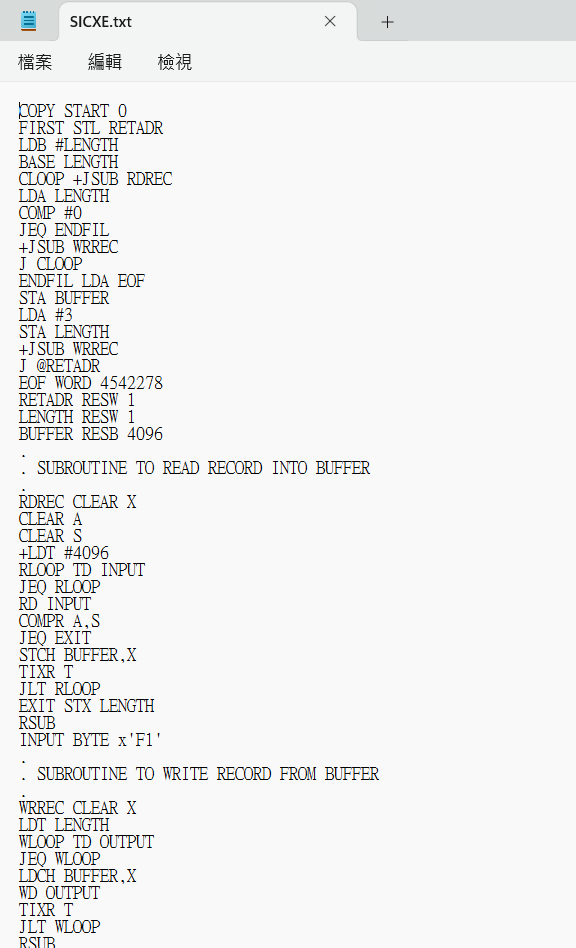 SICXE.txt
檔案 編輯 檢視
COPY START 0
FIRST STL RETADR
LDB #LENGTH
BASE LENGTH
CLOOP +JSUB RDREC
LDA LENGTH
COMP #0
JEQ ENDFIL
+JSUB WRREC
J CLOOP
ENDFIL LDA EOF
STA BUFFER
LDA #3
STA LENGTH
+JSUB WRREC
J @RETADR
EOF WORD 4542278
RETADR RESW 1
LENGTH RESW 1
BUFFER RESB 4096
.
. SUBROUTINE TO READ RECORD INTO BUFFER
.
RDREC CLEAR X
CLEAR A
CLEAR S
+LDT #4096
RLOOP TD INPUT
JEQ RLOOP
RD INPUT
COMPR A,S
JEQ EXIT
STCH BUFFER,X
TIXR T
JLT RLOOP
EXIT STX LENGTH
RSUB
INPUT BYTE x'F1'
.
. SUBROUTINE TO WRITE RECORD FROM BUFFER
.
WRREC CLEAR X
LDT LENGTH
WLOOP TD OUTPUT
JEQ WLOOP
LDCH BUFFER,X
WD OUTPUT
TIXR T
JLT WLOOP
RSUB